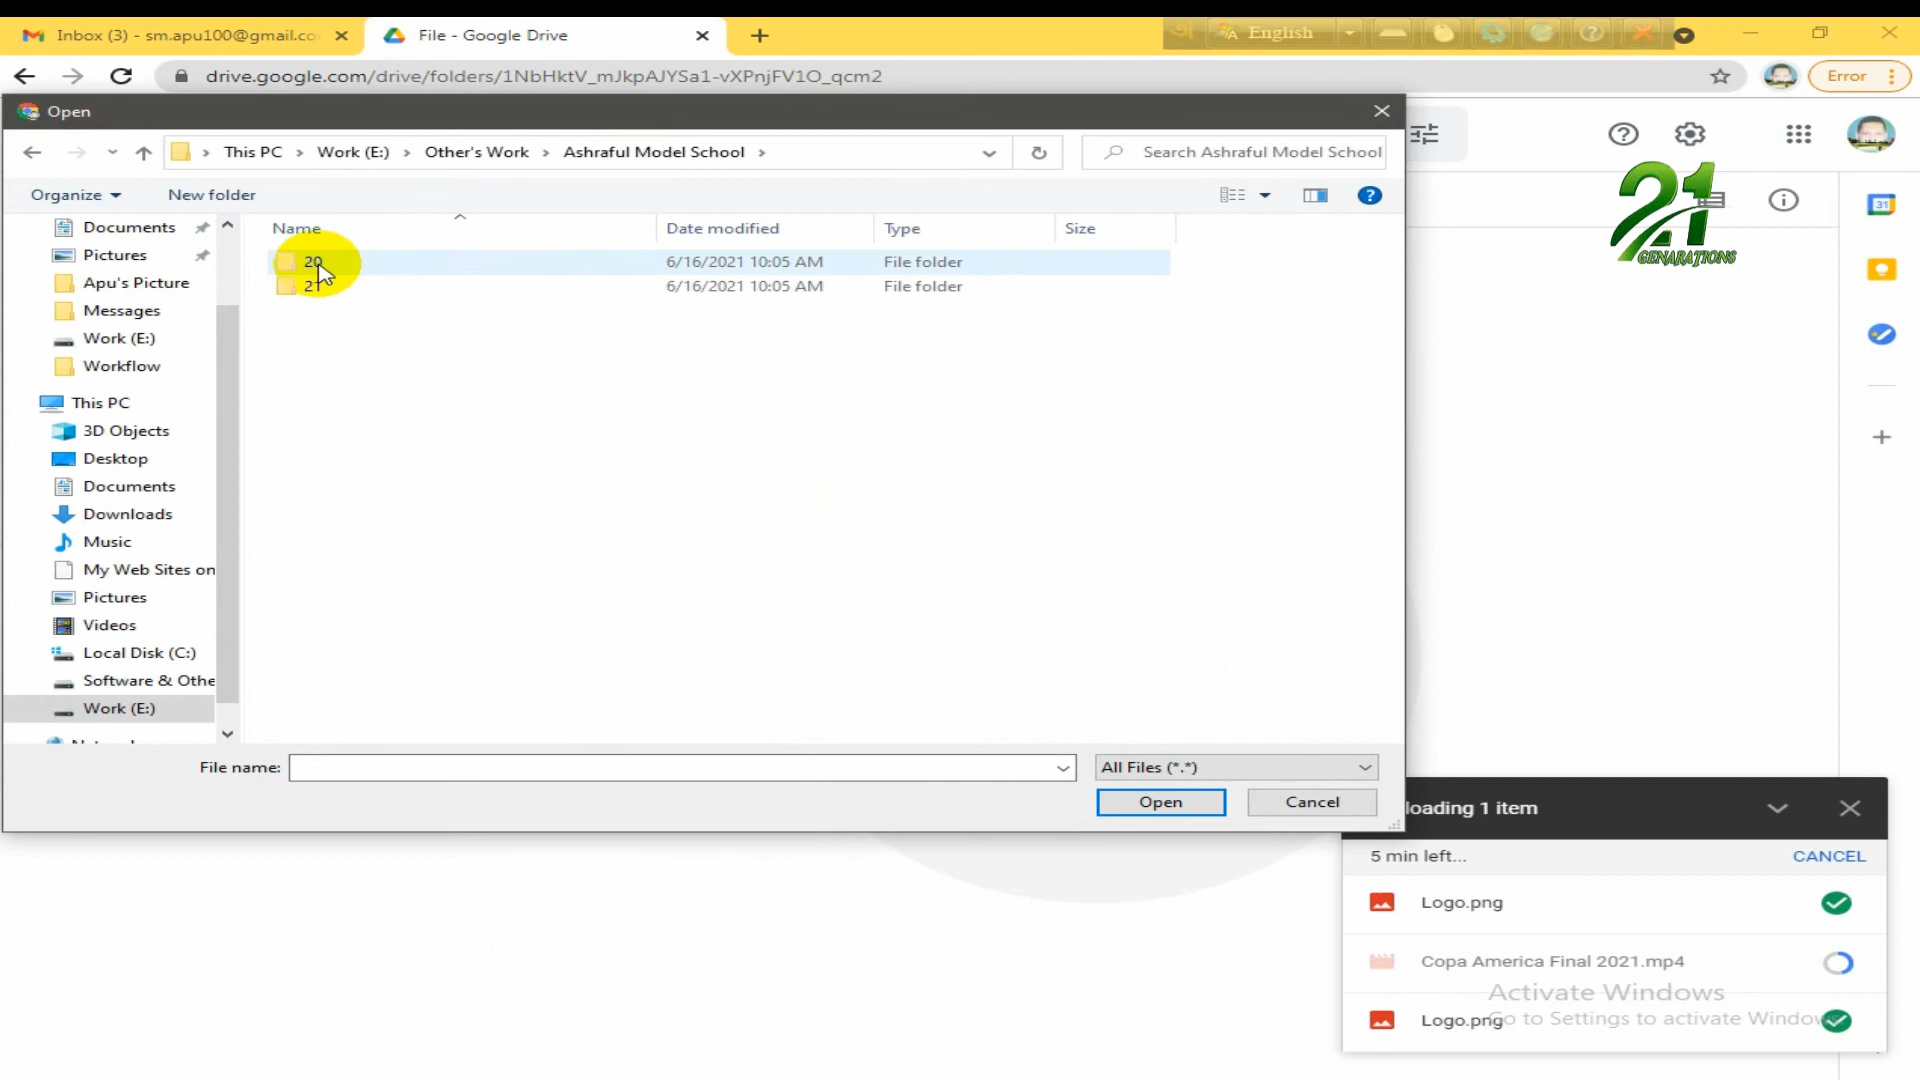 Inbox (3) - sm.apu100@gmail.co
File - Google Drive
English
drive.google.com/drive/folders/1NbHktV_mJkpAJYSa1-vXPnjFV1O_qcm2
Error
Open
This PC > Work (E:) > Other's Work > Ashraful Model School >
Search Ashraful Model School
Organize
New folder
21
GENARATIONS
31
Name
Date modified
Type
Size
20
6/16/2021 10:05 AM
File folder
21
6/16/2021 10:05 AM
File folder
Documents
Pictures
Apu's Picture
Messages
Work (E:)
Workflow
This PC
3D Objects
Desktop
Documents
Downloads
Music
My Web Sites on
Pictures
Videos
Local Disk (C:)
Software & Othe
Work (E:)
File name:
All Files (*.*)
Open
Cancel
loading 1 item
5 min left...
CANCEL
Logo.png
Copa America Final 2021.mp4
Activate Windows
Logo.png
Go to Settings to activate Windows